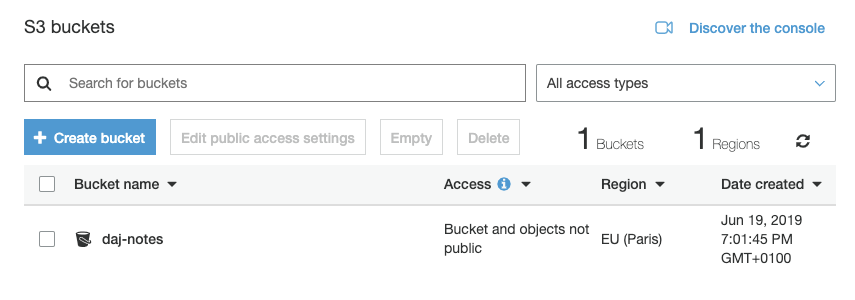 S3 buckets
Discover the console
Search for buckets
All access types
+ Create bucket
Edit public access settings
Empty
Delete
1 Buckets
1 Regions
Bucket name
Access
Region
Date created
daj-notes
Bucket and objects not
public
EU (Paris)
Jun 19, 2019
7:01:45 PM
GMT+0100